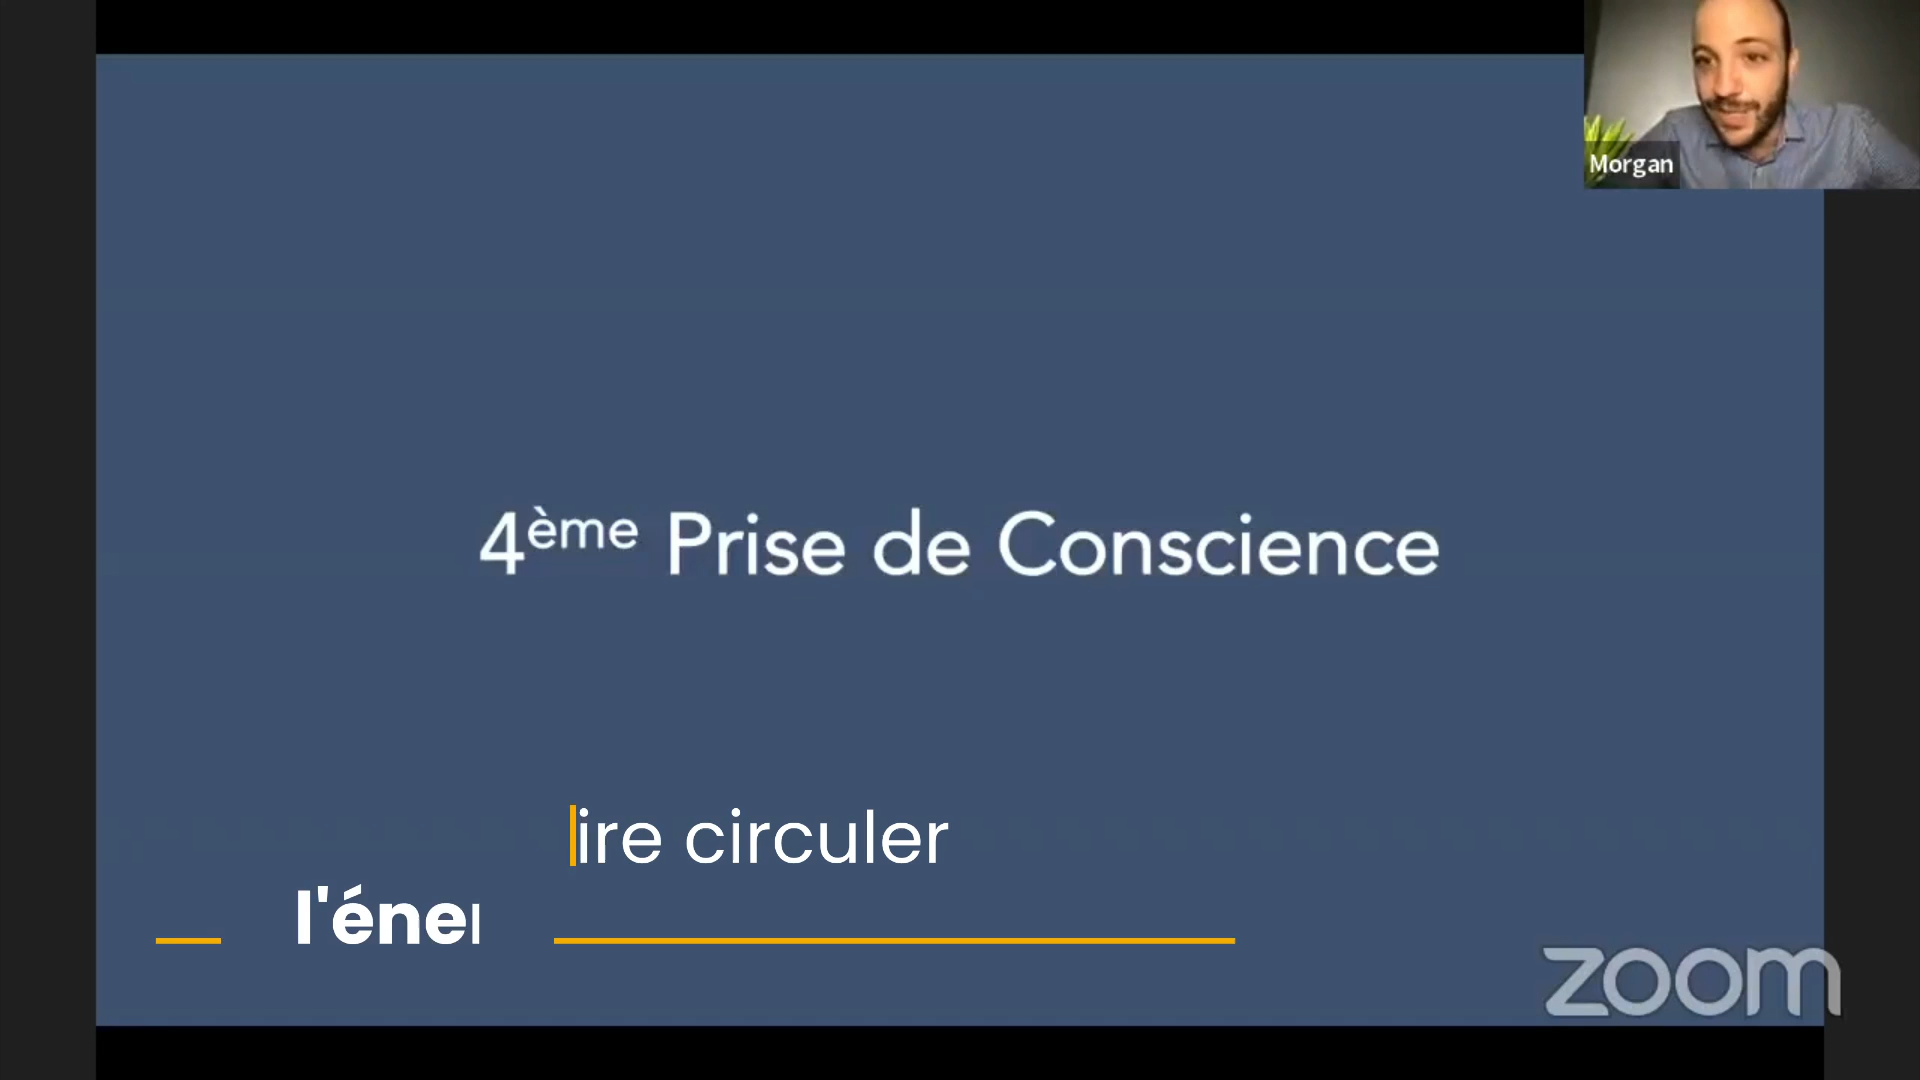 Morgan
4ème Prise de Conscience
ire circuler
l'éne
zoom